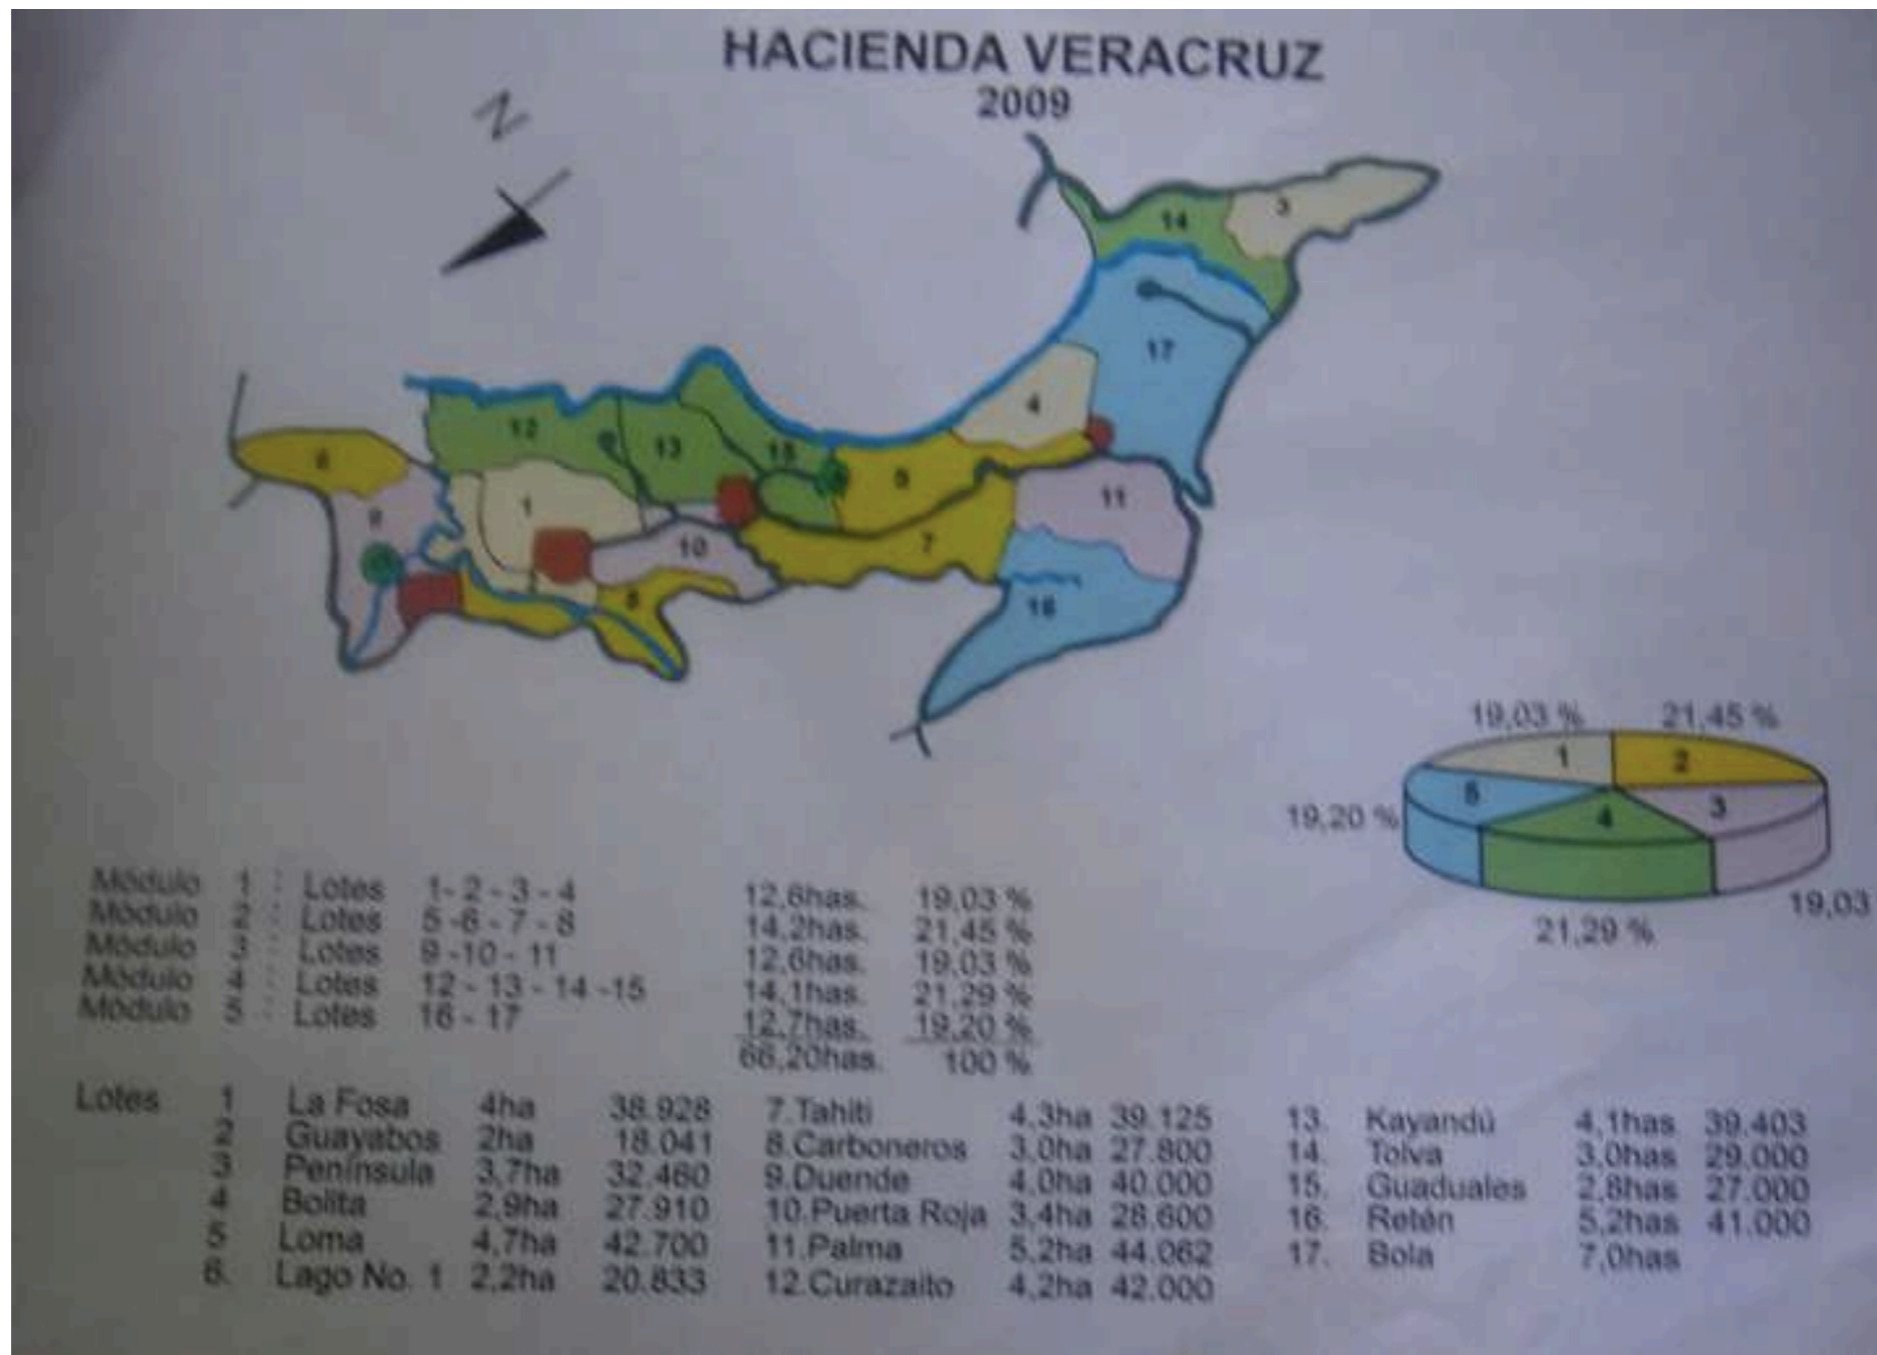 HACIENDA VERACRUZ
2009
N
14
3
17
4
12
13
15
5
6
1
11
9
10
7
8
16
19,03 %
21,45 %
1
2
5
3
19,20 %
4
19,03
21,29 %
Módulo 1 Lotes 1- 2 - 3 - 4 12,6has. 19,03 %
Módulo 2 Lotes 5 -6 - 7 - 8 14,2has. 21,45 %
Módulo 3 Lotes 9 -10 - 11 12,6has. 19,03 %
Módulo 4 Lotes 12 - 13 - 14 -15 14,1has. 21,29 %
Módulo 5 Lotes 16 - 17 12,7has. 19,20 %
66,20has. 100 %
Lotes 1 La Fosa 4ha 38.928 7.Tahiti 4,3ha 39.125 13. Kayandú 4,1has 39.403
2 Guayabos 2ha 18.041 8.Carboneros 3.0ha 27.800 14. Tolva 3,0has 29.000
3 Península 3,7ha 32.460 9.Duende 4.0ha 40.000 15. Guaduales 2,8has 27.000
4 Bolita 2,9ha 27.910 10.Puerta Roja 3,4ha 28.600 16. Retén 5,2has 41.000
5 Loma 4,7ha 42.700 11.Palma 5,2ha 44.062 17. Bola 7,0has
6. Lago No. 1 2,2ha 20.833 12.Curazaito 4,2ha 42.000